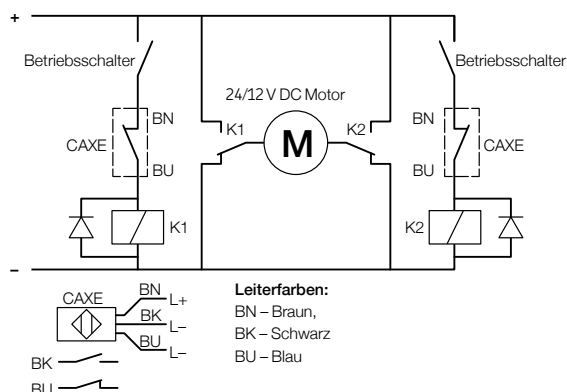 +
Betriebsschalter
Betriebsschalter
24/12 V DC Motor
BN
BN
CAXE
K1
M
K2
CAXE
BU
BU
K1
K2
–
CAXE
BN
L+
BK
L–
BU
L–
BK
BU
Leiterfarben:
BN – Braun,
BK – Schwarz
BU – Blau